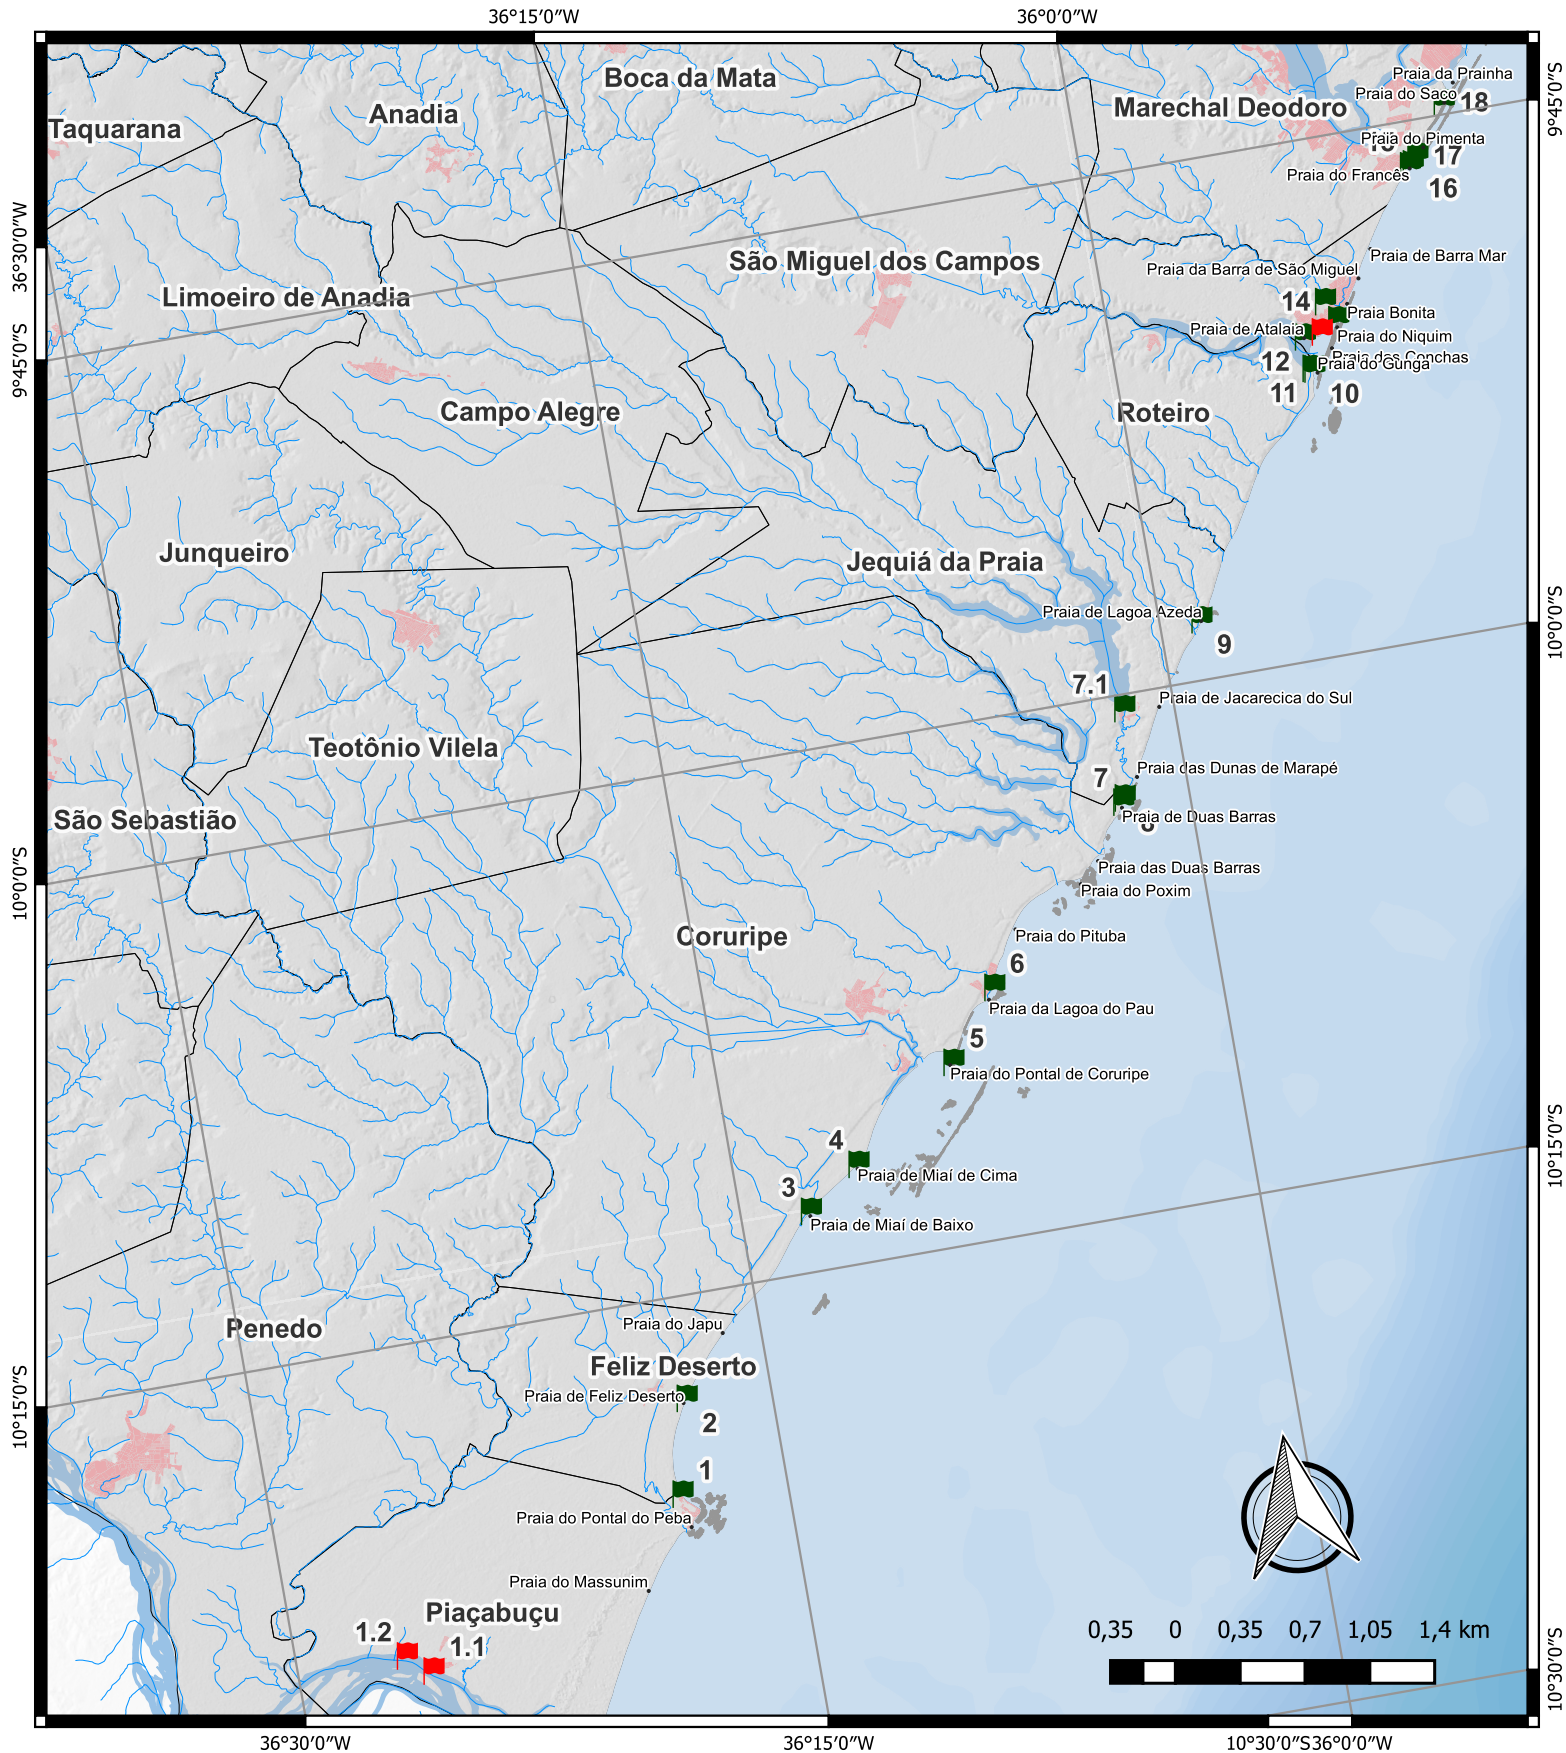 36°15'0"W
36°0'0"W
Praia da Prainha
Boca da Mata
Praia do Saco
18
Marechal Deodoro
Anadia
9°45'0"S
Taquarana
Praia do Pimenta
17
Praia do Francês
16
36°30'0"W
Praia de Barra Mar
São Miguel dos Campos
Praia da Barra de São Miguel
Limoeiro de Anadia
14
Praia Bonita
Praia de Atalaia
Praia do Niquim
9°45'0"S
Praia das Conchas
12
Praia do Gunga
11
10
Campo Alegre
Roteiro
Junqueiro
Jequiá da Praia
Praia de Lagoa Azeda
10°0'0"S
9
7.1
Praia de Jacarecica do Sul
Teotônio Vilela
Praia das Dunas de Marapé
7
Praia de Duas Barras
8
São Sebastião
Praia das Duas Barras
10°0'0"S
Praia do Poxim
Coruripe
Praia do Pituba
6
Praia da Lagoa do Pau
5
Praia do Pontal de Coruripe
4
10°15'0"S
Praia de Miaí de Cima
3
Praia de Miaí de Baixo
Penedo
Praia do Japu
Feliz Deserto
Praia de Feliz Deserto
10°15'0"S
2
1
Praia do Pontal do Peba
Praia do Massunim
Piaçabuçu
1.2
1.1
0,35 0 0,35 0,7 1,05 1,4 km
10°30'0"S
36°30'0"W
36°15'0"W
10°30'0"S36°0'0"W